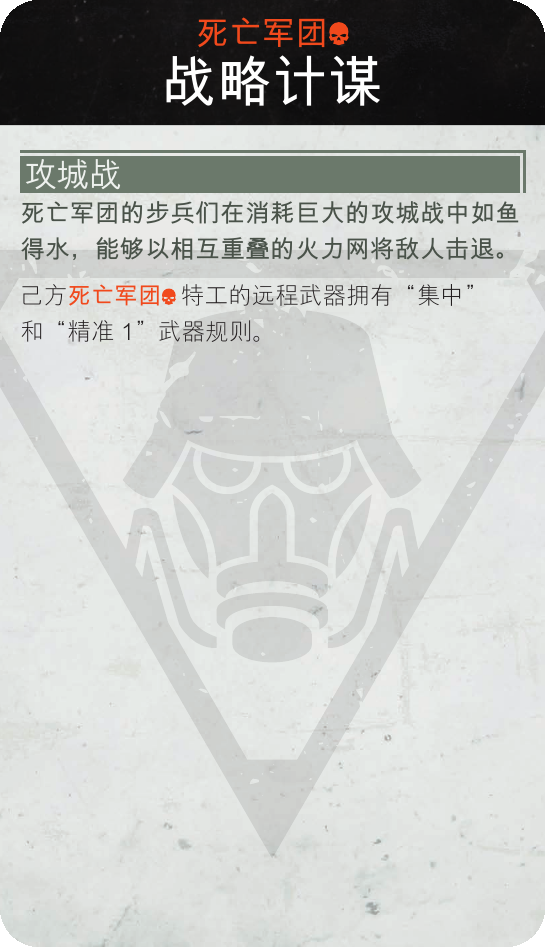 死亡军团
战略计谋
攻城战
死亡军团的步兵们在消耗巨大的攻城战中如鱼
得水，能够以相互重叠的火力网将敌人击退。
己方死亡军团特工的远程武器拥有“集中”
和“精准 1”武器规则。